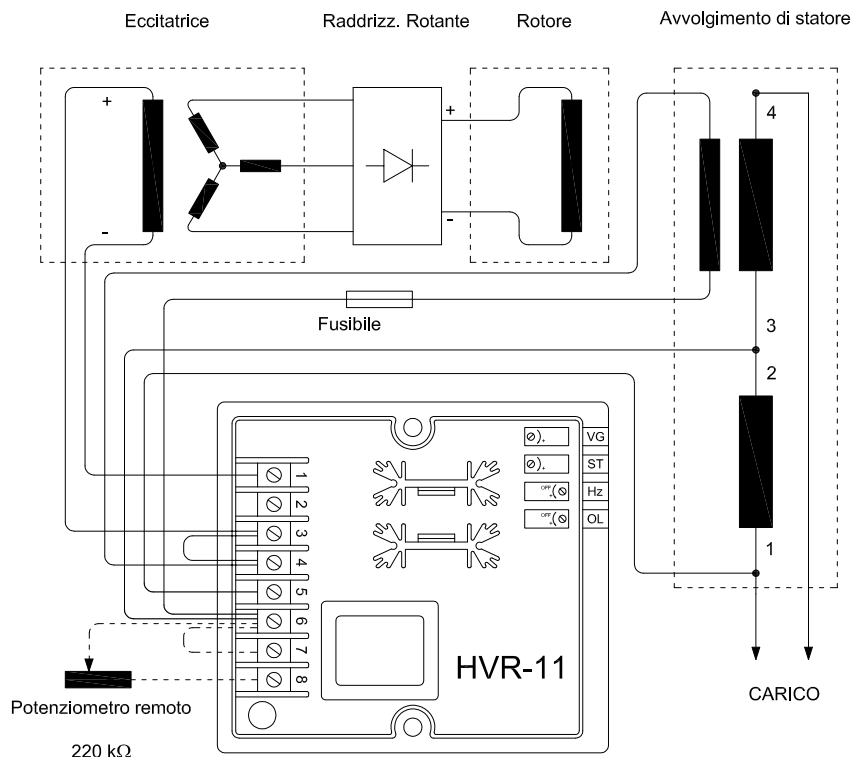 Eccitatrice
Raddrizz. Rotante
Rotore
Avvolgimento di statore
+
-
+
-
4
3
2
1
Fusibile
VG
ST
OFF
Hz
OFF
OL
1
2
3
4
5
6
7
8
HVR-11
Potenziometro remoto
220 kΩ
CARICO